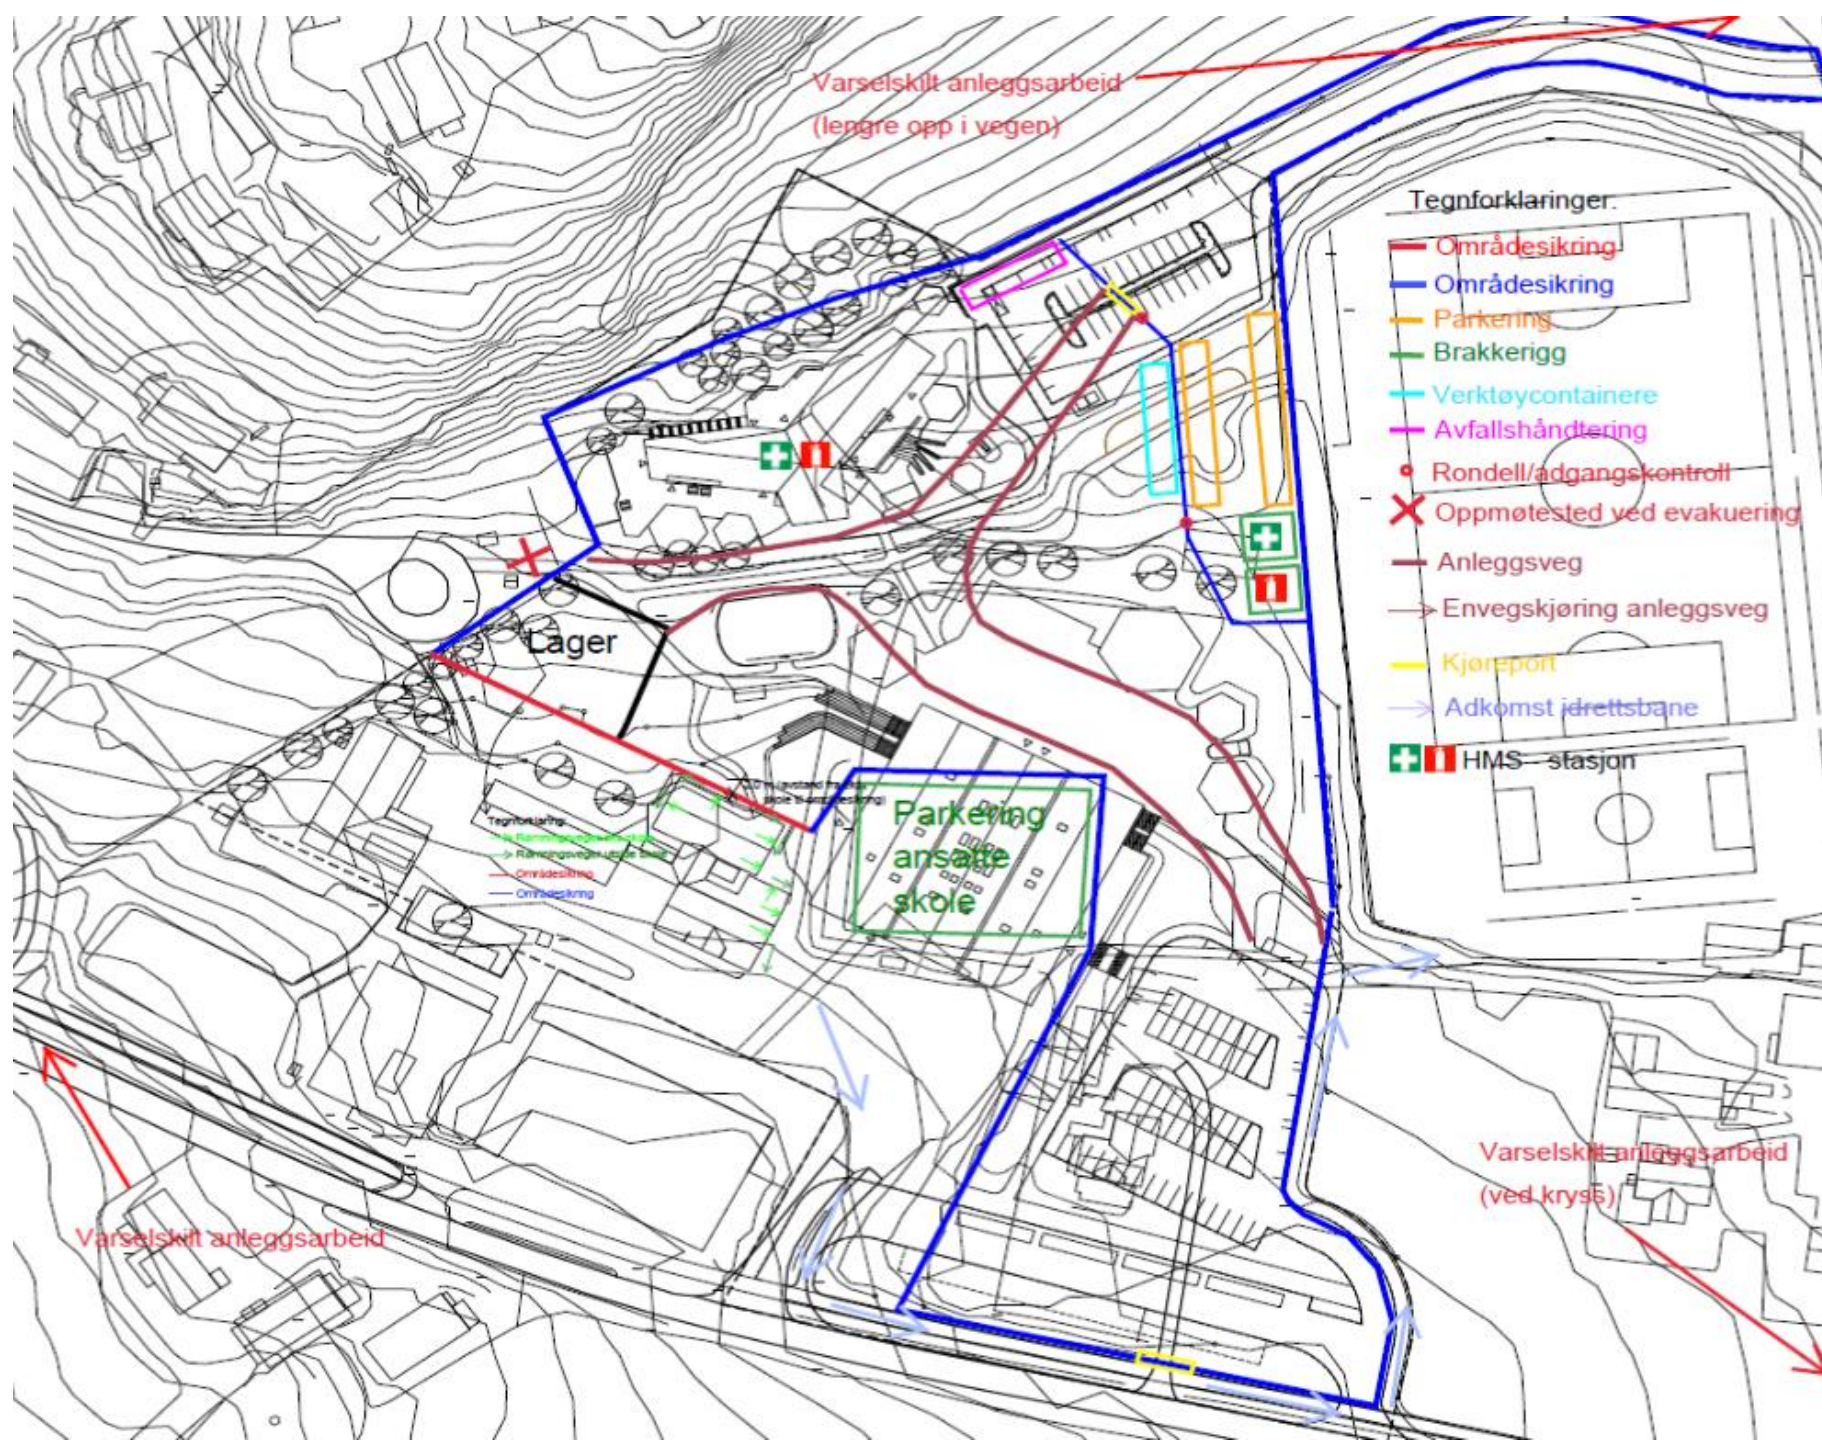 Varselskilt anleggsarbeid
(lengre opp i vegen)
Tegnforklaringer:
Områdesikring
Områdesikring
Parkering
Brakkerigg
Verktøycontainere
Avfallshåndtering
Rondell/adgangskontroll
Oppmøtested ved evakuering
Anleggsveg
Envegskjøring anleggsveg
Kjøreport
Adkomst idrettsbane
HMS - stasjon
Lager
Parkering
ansatte
skole
Tegnforklaring:
Områdesikring
Områdesikring
Varselskilt anleggsarbeid
(ved kryss)
Varselskilt anleggsarbeid